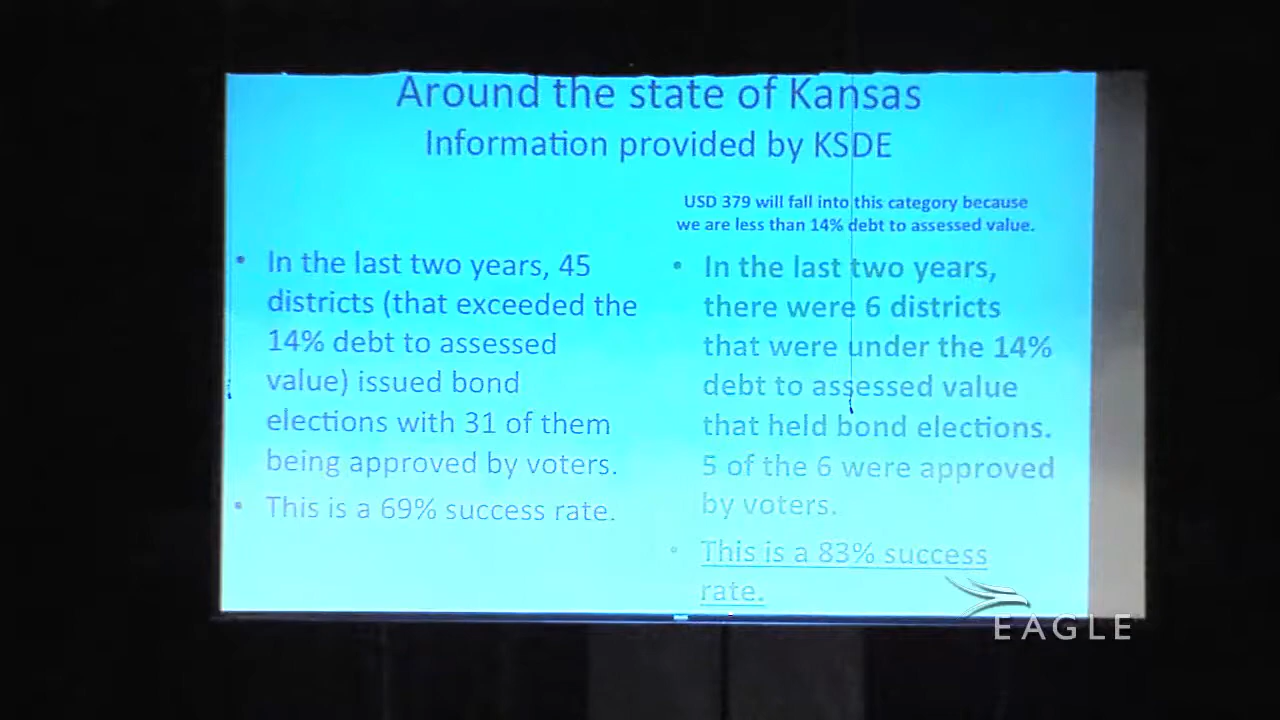 Around the state of Kansas
Information provided by KSDE
• In the last two years, 45
districts (that exceeded the
14% debt to assessed
value) issued bond
elections with 31 of them
being approved by voters.
• This is a 69% success rate.
USD 379 will fall into this category because
we are less than 14% debt to assessed value.
• In the last two years,
there were 6 districts
that were under the 14%
debt to assessed value
that held bond elections.
5 of the 6 were approved
by voters.
• This is a 83% success
rate.
EAGLE